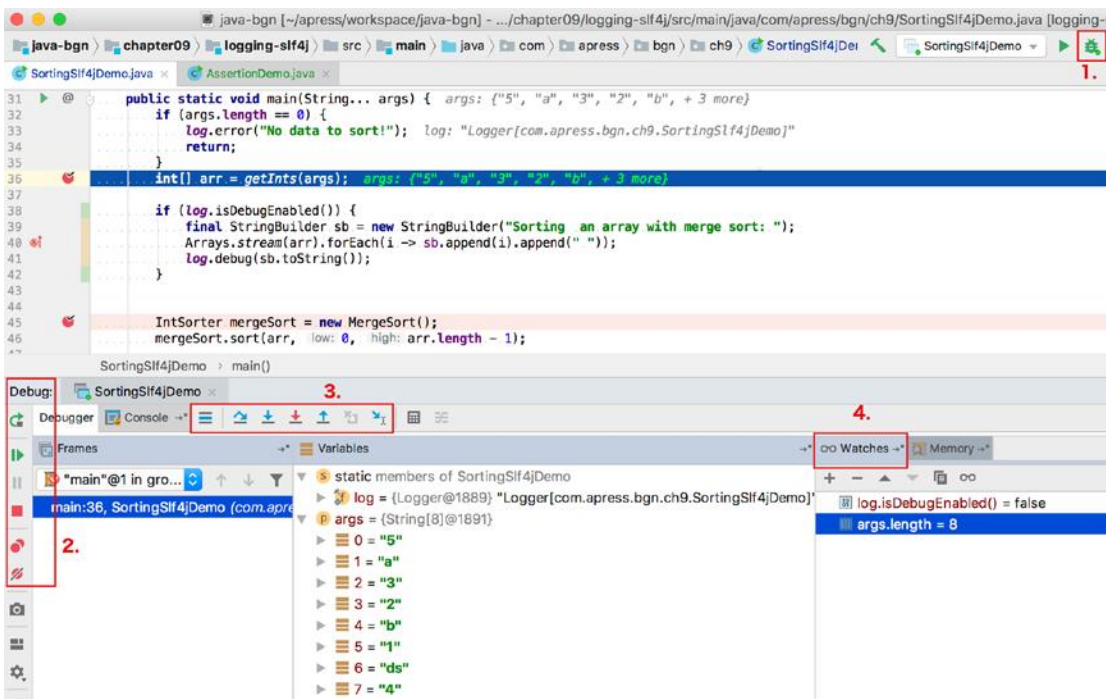 java-bgn [~/apress/workspace/java-bgn] - .../chapter09/logging-slf4j/src/main/java/com/apress/bgn/ch9/SortingSlf4jDemo.java [logging-
java-bgn chapter09 logging-slf4j src main java com apress bgn ch9 SortingSlf4jDer SortingSlf4jDemo
1.
SortingSlf4jDemo.java × AssertionDemo.java ×
31 @ public static void main(String... args) { args: {"5", "a", "3", "2", "b", + 3 more}
32 if (args.length == 0) {
33 log.error("No data to sort!"); log: "Logger[com.apress.bgn.ch9.SortingSlf4jDemo]"
34 return;
35 }
36 int[] arr = getInts(args); args: {"5", "a", "3", "2", "b", + 3 more}
37
38 if (log.isDebugEnabled()) {
39 final StringBuilder sb = new StringBuilder("Sorting  an array with merge sort: ");
40 Arrays.stream(arr).forEach(i -> sb.append(i).append(" "));
41 log.debug(sb.toString());
42 }
43
44
45 IntSorter mergeSort = new MergeSort();
46 mergeSort.sort(arr, low: 0, high: arr.length - 1);
47
SortingSlf4jDemo › main()
Debug: SortingSlf4jDemo × 3.
Debugger Console 4.
Frames Variables Watches Memory
"main"@1 in gro...
main:36, SortingSlf4jDemo (com.apre
2.
static members of SortingSlf4jDemo
log = {Logger@1889} "Logger[com.apress.bgn.ch9.SortingSlf4jDemo]"
args = {String[8]@1891}
0 = "5"
1 = "a"
2 = "3"
3 = "2"
4 = "b"
5 = "1"
6 = "ds"
7 = "4"
log.isDebugEnabled() = false
args.length = 8